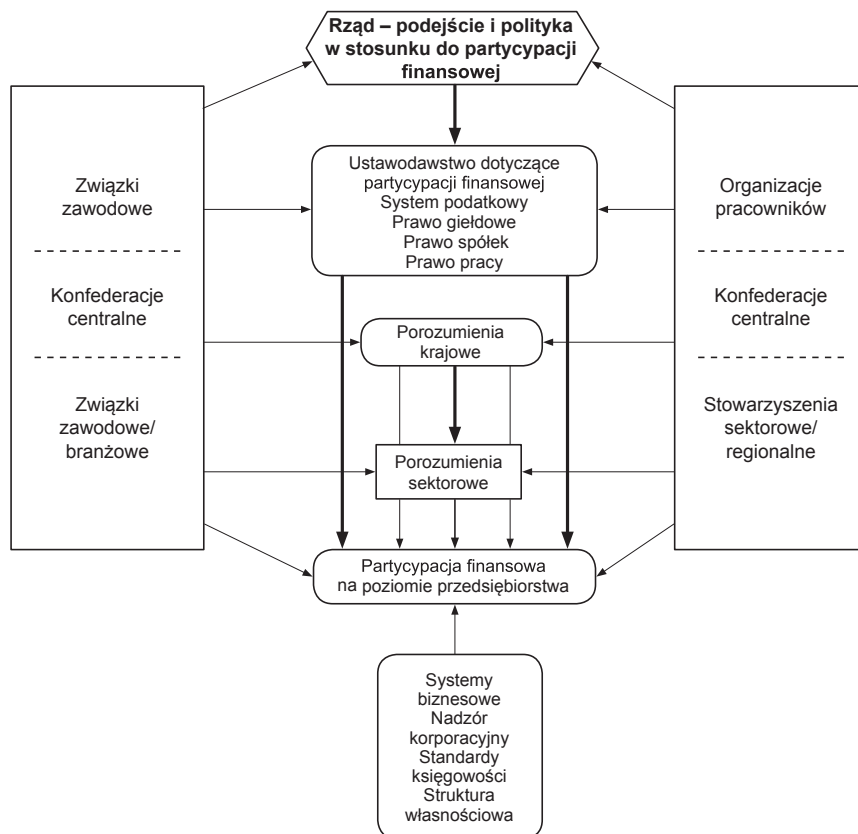 Rząd – podejście i polityka
w stosunku do partycypacji
finansowej
Związki
zawodowe
Konfederacje
centralne
Związki
zawodowe/
branżowe
Ustawodawstwo dotyczące
partycypacji finansowej
System podatkowy
Prawo giełdowe
Prawo spółek
Prawo pracy
Porozumienia
krajowe
Porozumienia
sektorowe
Partycypacja finansowa
na poziomie przedsiębiorstwa
Systemy
biznesowe
Nadzór
korporacyjny
Standardy
księgowości
Struktura
własnościowa
Organizacje
pracowników
Konfederacje
centralne
Stowarzyszenia
sektorowe/
regionalne